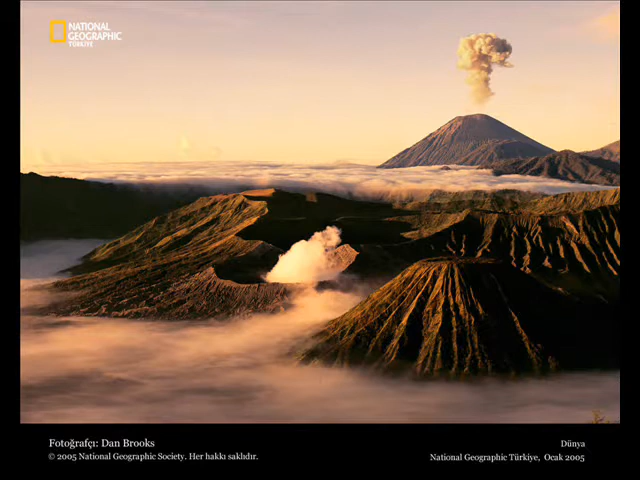 NATIONAL
GEOGRAPHIC
TÜRKİYE
Fotoğrafçı: Dan Brooks
© 2005 National Geographic Society. Her hakkı saklıdır.
Dünya
National Geographic Türkiye, Ocak 2005